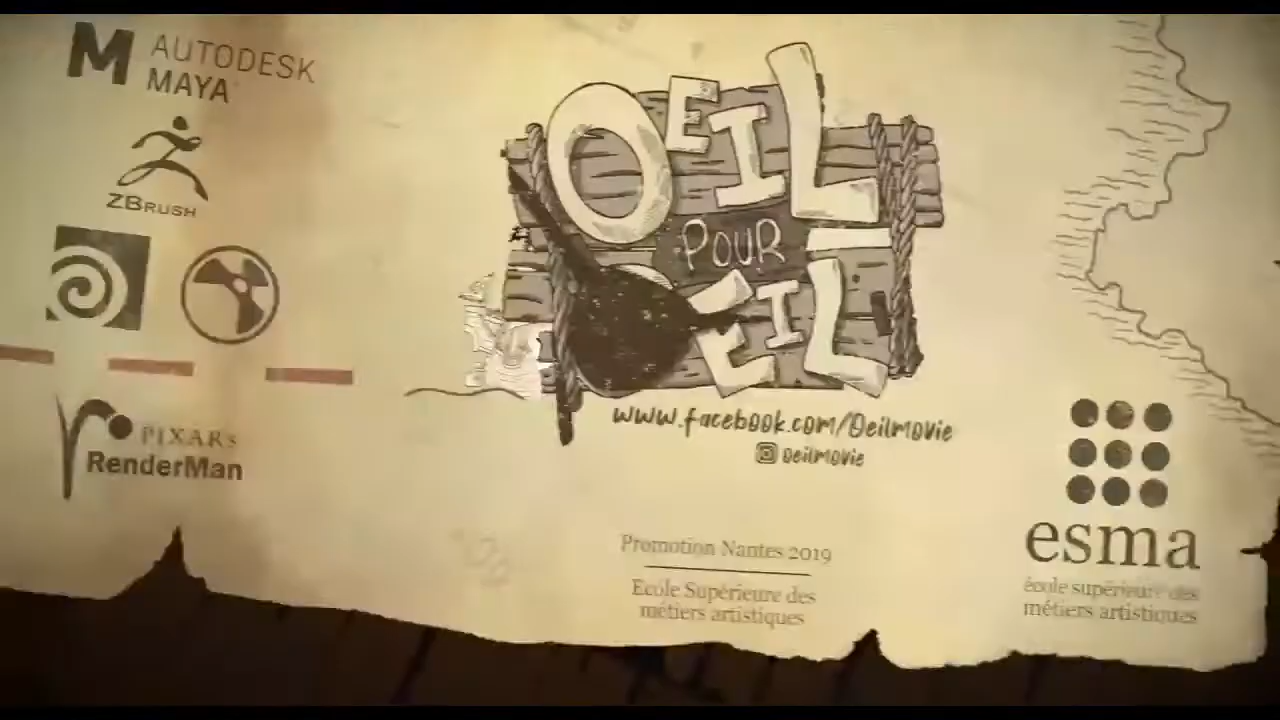 AUTODESK
MAYA
ZBRUSH
PIXAR's
RenderMan
OEIL
POUR
OEIL
www.facebook.com/Oeilmovie
oeilmovie
Promotion Nantes 2019
Ecole Supérieure des
métiers artistiques
esma
école supérieure des
métiers artistiques